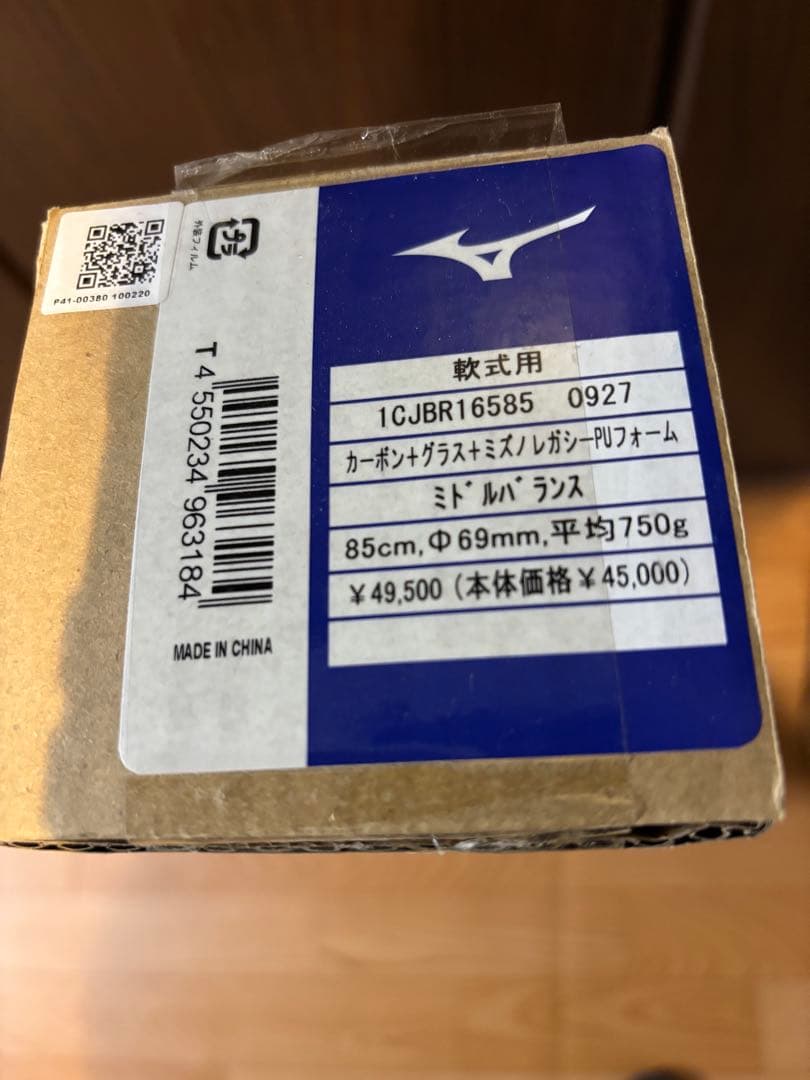 P41-00380 100220
プラ
外装フィルム
T 4 550234 963184
MADE IN CHINA
軟式用
1CJBR16585 0927
カーボン+グラス+ミズノレガシーPUフォーム
ミドルバランス
85cm,Φ69mm,平均750g
¥49,500 (本体価格¥45,000)